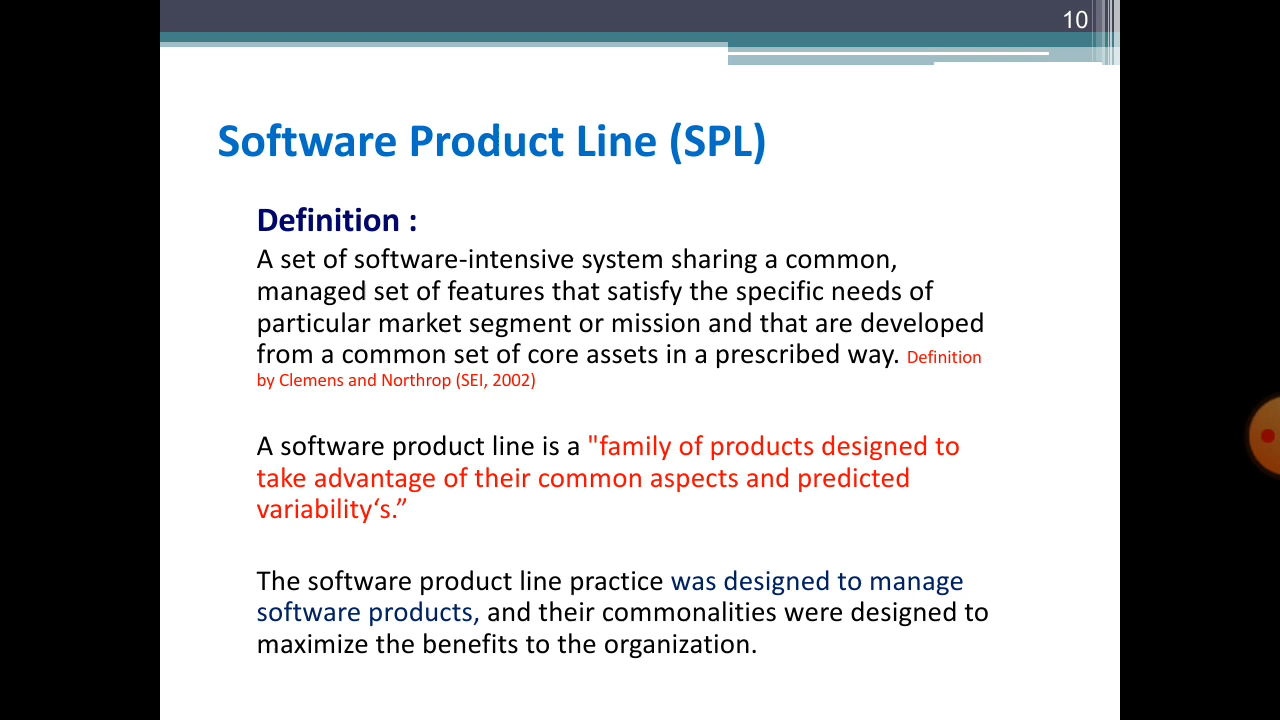 10
Software Product Line (SPL)
Definition :
A set of software-intensive system sharing a common,
managed set of features that satisfy the specific needs of
particular market segment or mission and that are developed
from a common set of core assets in a prescribed way. Definition
by Clemens and Northrop (SEI, 2002)
A software product line is a "family of products designed to
take advantage of their common aspects and predicted
variability‘s.”
The software product line practice was designed to manage
software products, and their commonalities were designed to
maximize the benefits to the organization.